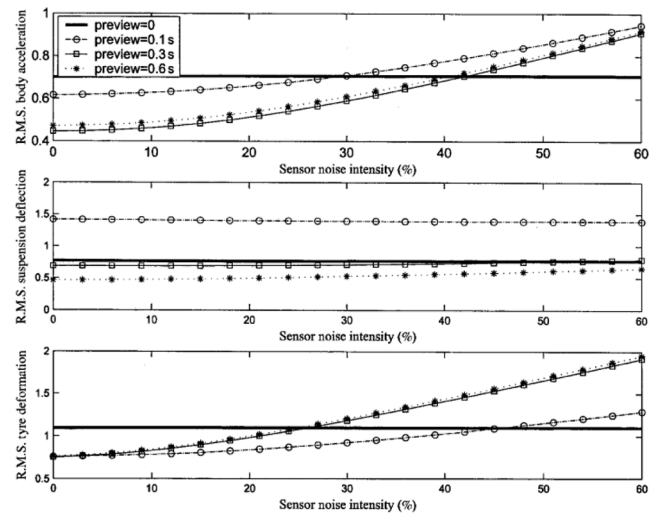 R.M.S. body acceleration
1
0.8
0.6
0.4
preview=0
preview=0.1s
preview=0.3s
preview=0.6s
0 10 20 30 40 50 60
Sensor noise intensity (%)
R.M.S. suspension deflection
2
1.5
1
0.5
0
0 10 20 30 40 50 60
Sensor noise intensity (%)
R.M.S. tyre deformation
2
1.5
1
0.5
0 10 20 30 40 50 60
Sensor noise intensity (%)